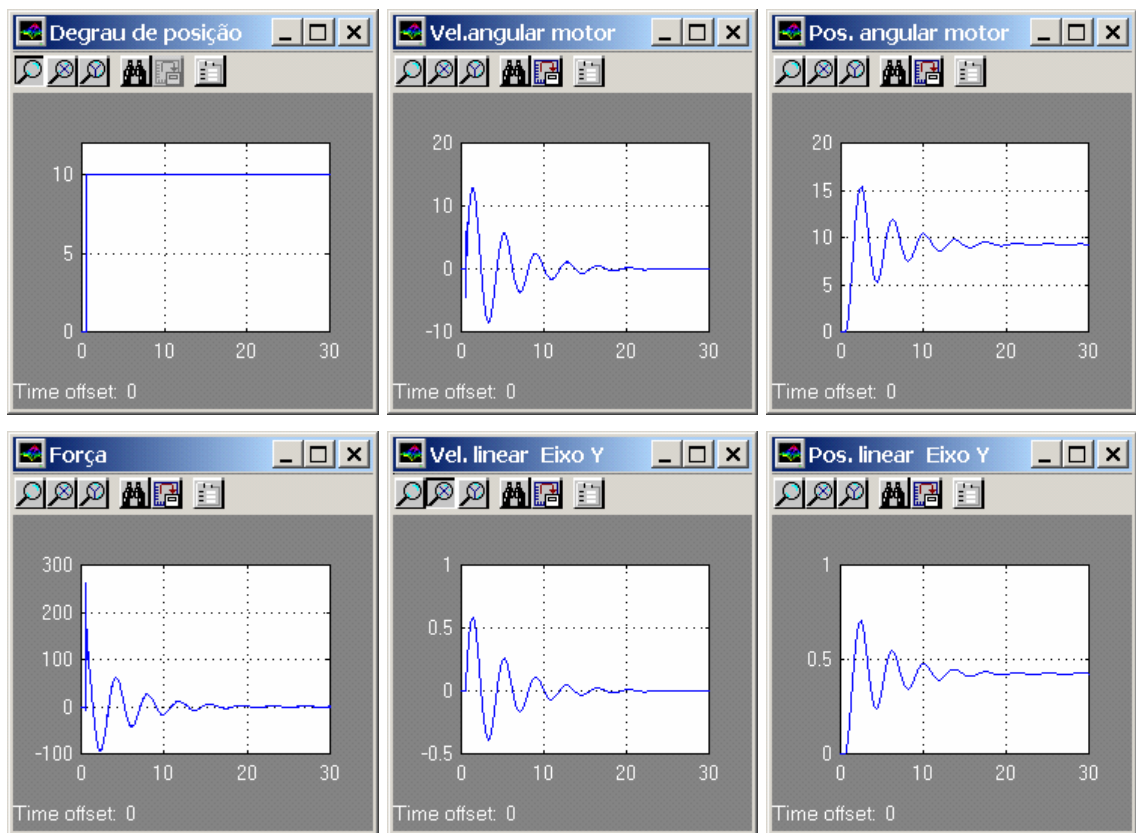 Degrau de posição
10
5
0
0 10 20 30
Time offset: 0
Vel.angular motor
20
10
0
-10
0 10 20 30
Time offset: 0
Pos. angular motor
20
15
10
5
0
0 10 20 30
Time offset: 0
Força
300
200
100
0
-100
0 10 20 30
Time offset: 0
Vel. linear Eixo Y
1
0.5
0
-0.5
0 10 20 30
Time offset: 0
Pos. linear Eixo Y
1
0.5
0
0 10 20 30
Time offset: 0